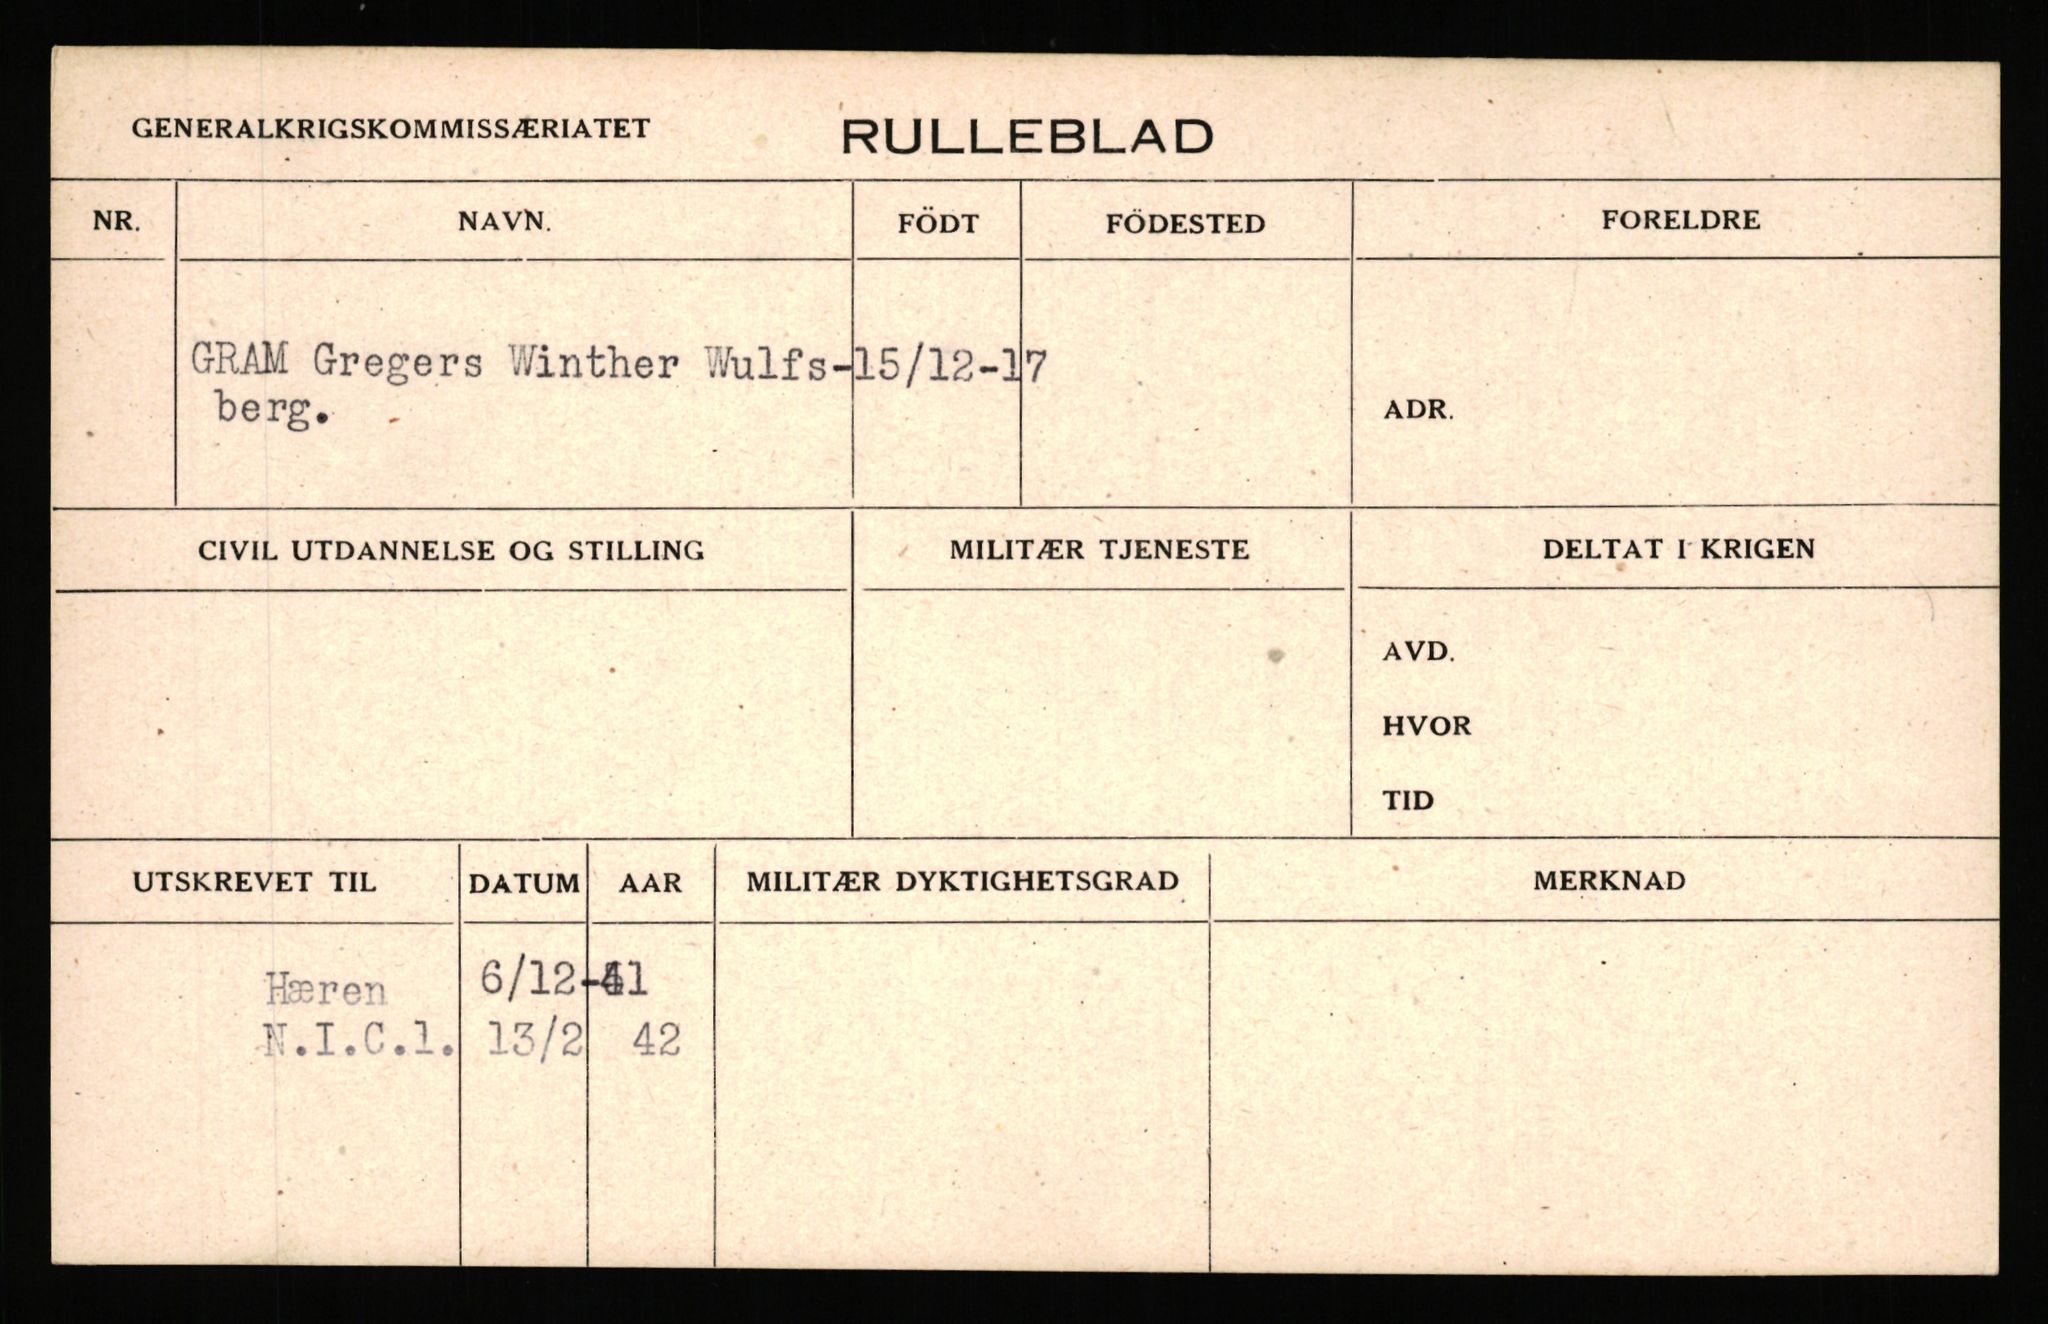 GENERALKRIGSKOMMISSÆRIATET RULLEBLAD
NR. NAVN. FÖDT FÖDESTED FORELDRE
GRAM Gregers Winther Wulfs- 15/12-17
berg.
ADR.
CIVIL UTDANNELSE OG STILLING MILITÆR TJENESTE DELTAT I KRIGEN
AVD.
HVOR
TID
UTSKREVET TIL DATUM AAR MILITÆR DYKTIGHETSGRAD MERKNAD
Hæren 6/12-41
N.I.C.1. 13/2 42